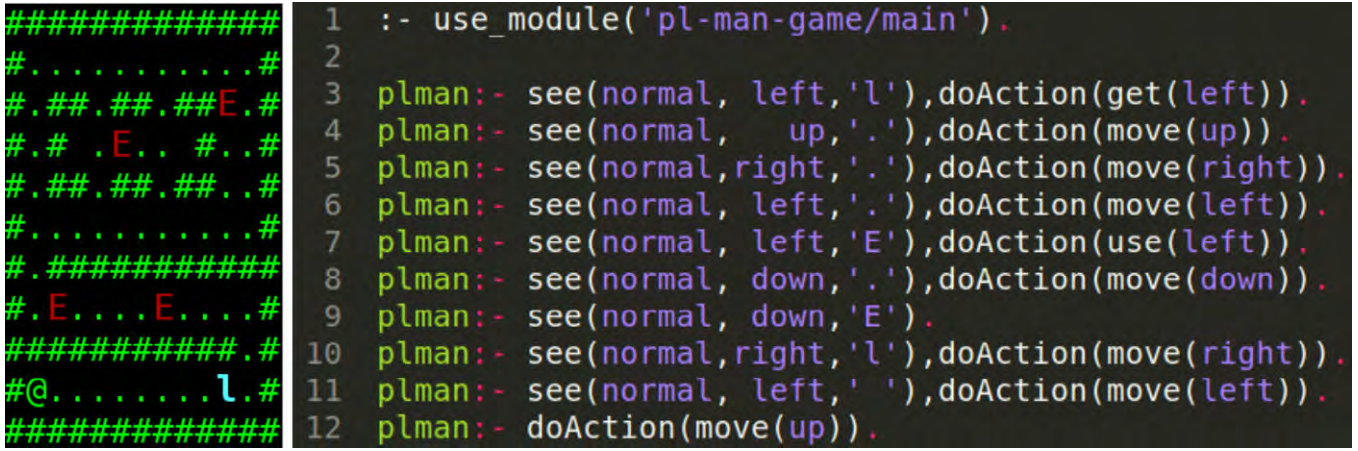 #############
#...........#
#.##.##.##E.#
#.# .E.. #..#
#.##.##.##..#
#...........#
#.###########
#.E....E....#
###########.#
#@........l.#
#############
1 :- use_module('pl-man-game/main').
2
3 plman:- see(normal, left,'l'),doAction(get(left)).
4 plman:- see(normal,   up,'.'),doAction(move(up)).
5 plman:- see(normal,right,'.'),doAction(move(right)).
6 plman:- see(normal, left,'.'),doAction(move(left)).
7 plman:- see(normal, left,'E'),doAction(use(left)).
8 plman:- see(normal, down,'.'),doAction(move(down)).
9 plman:- see(normal, down,'E').
10 plman:- see(normal,right,'l'),doAction(move(right)).
11 plman:- see(normal, left,' '),doAction(move(left)).
12 plman:- doAction(move(up)).